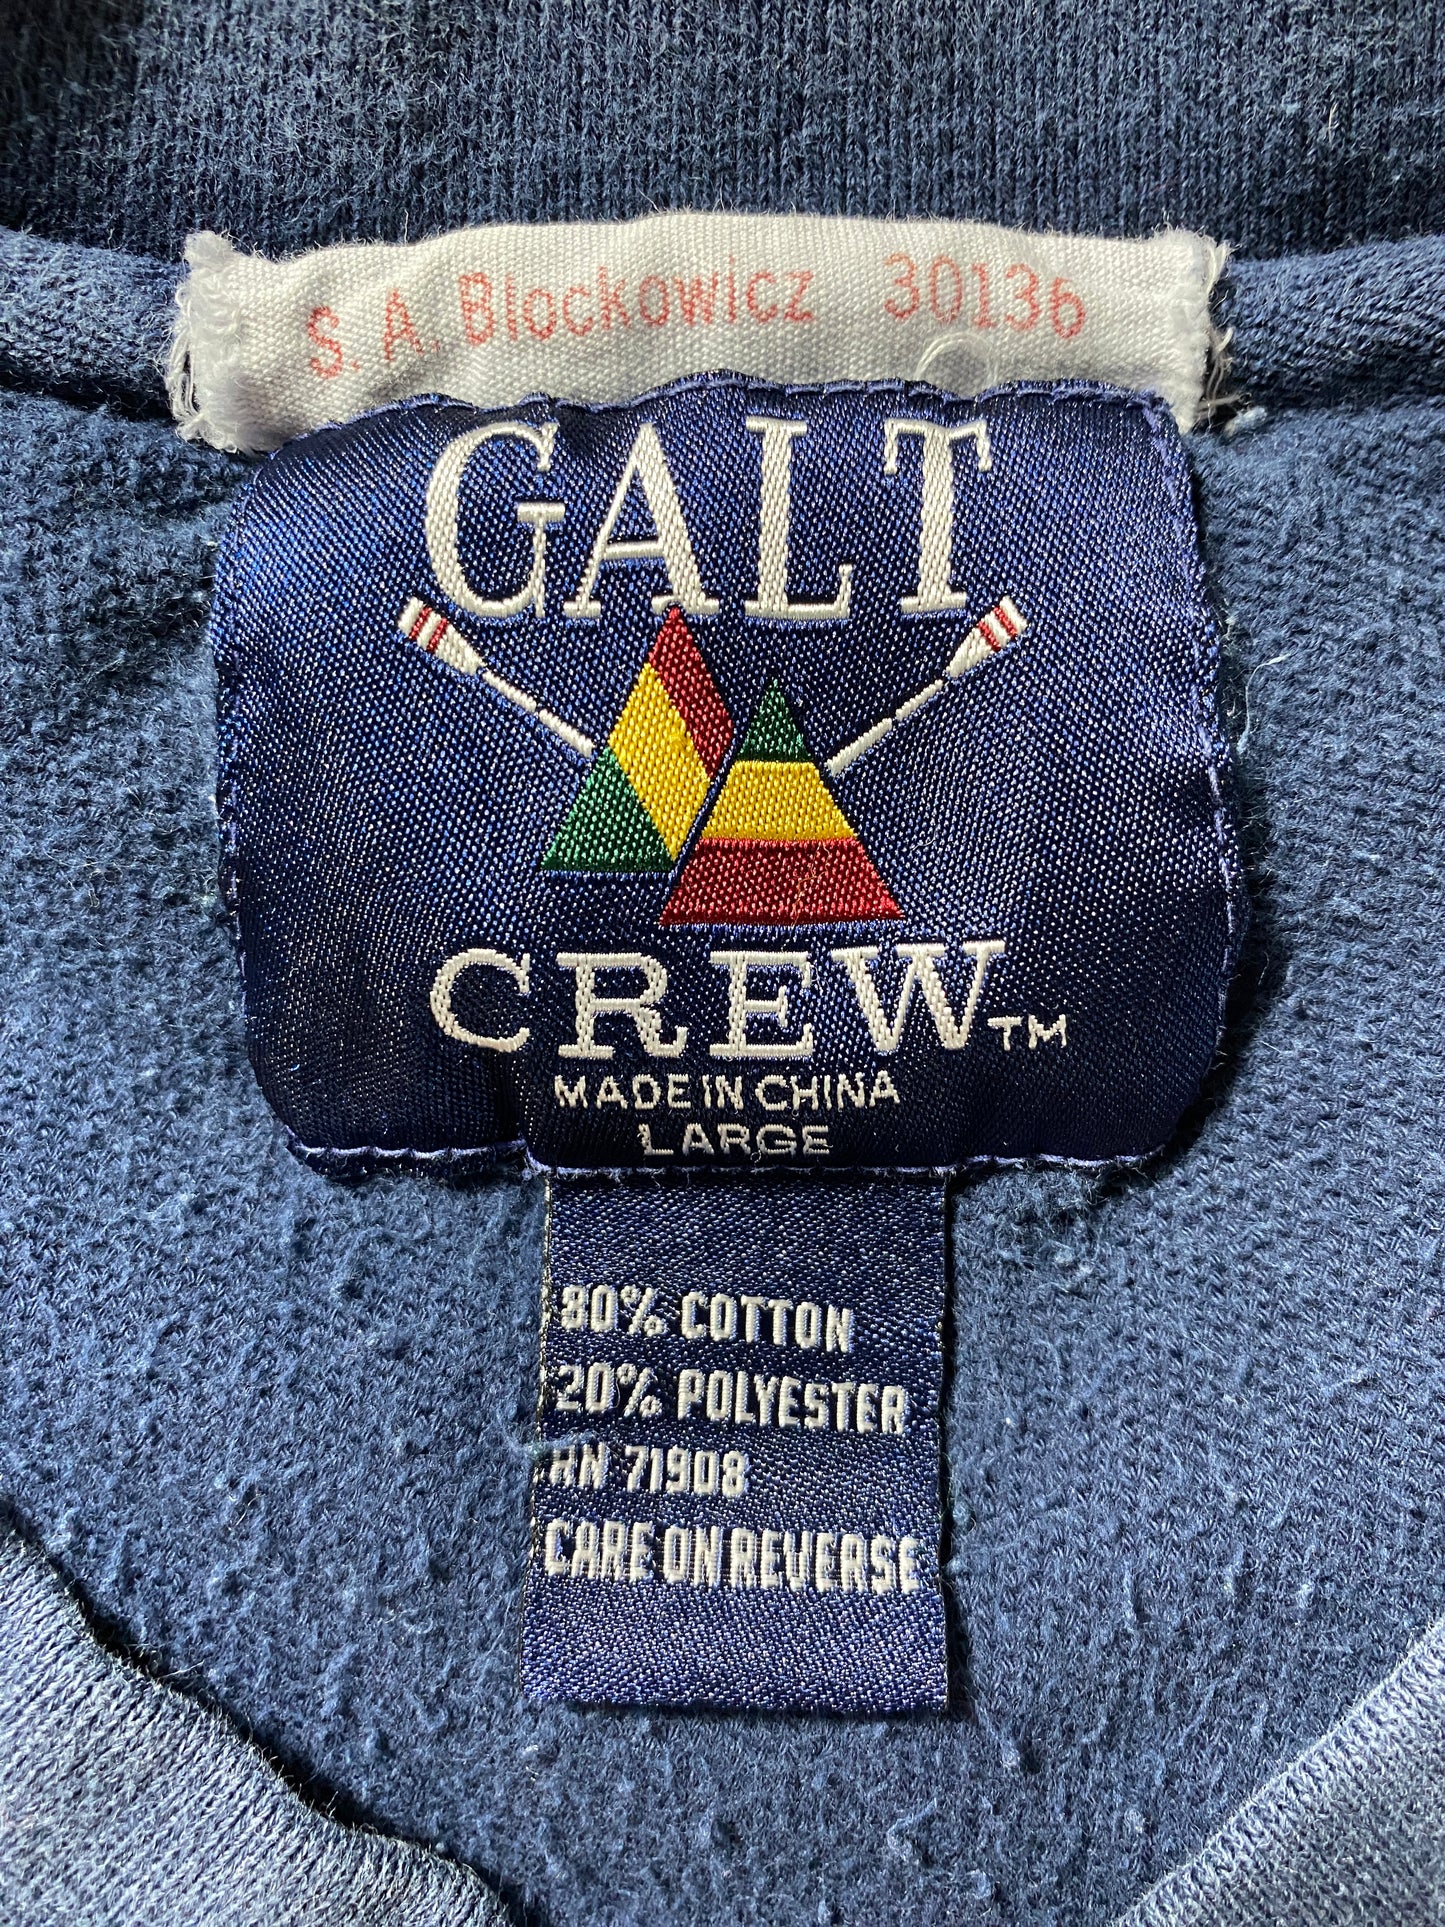 S. A. Blockowicz 30136
GALT
CREW™
MADE IN CHINA
LARGE
80% COTTON
20% POLYESTER
RN 71908
CARE ON REVERSE